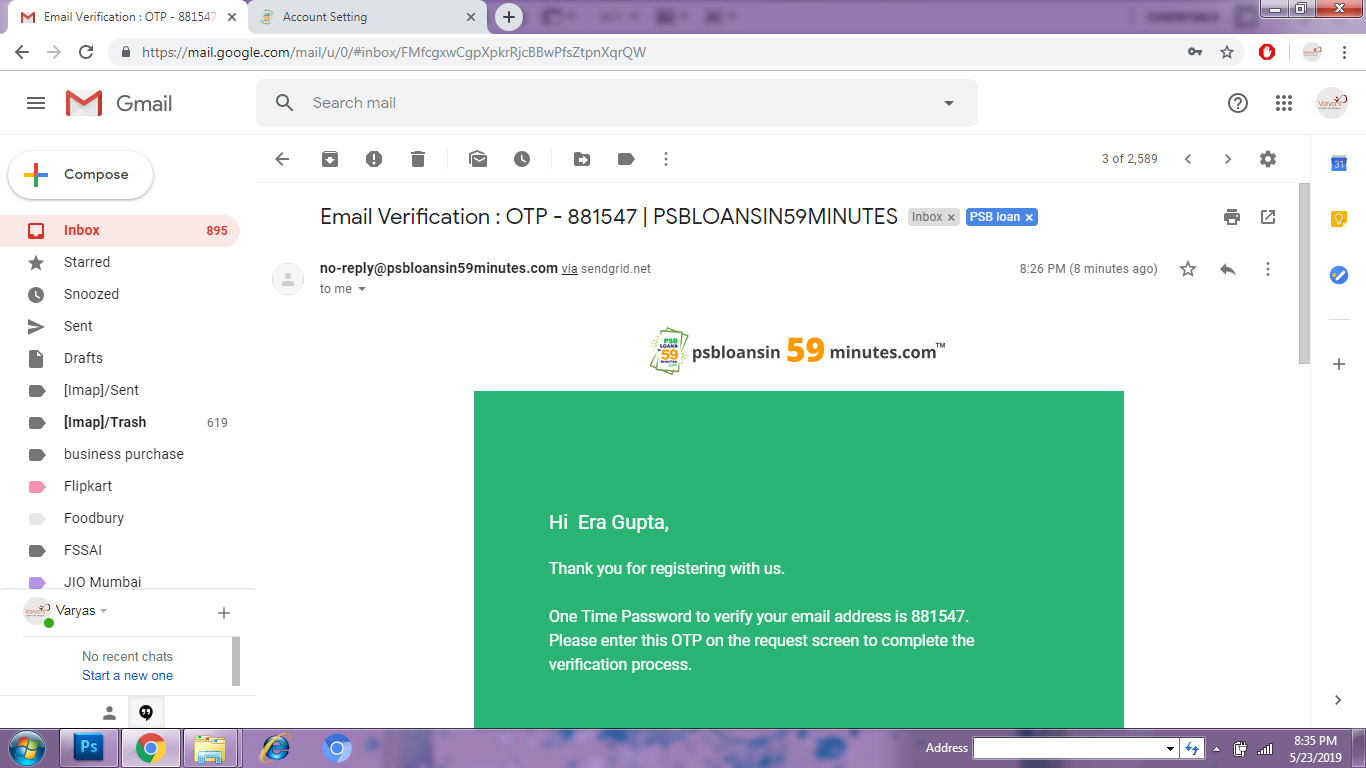 Email Verification : OTP - 881547
Account Setting
https://mail.google.com/mail/u/0/#inbox/FMfcgxwCgpXpkrRjcBBwPfsZtpnXqrQW
Gmail
Search mail
Compose
3 of 2,589
31
Inbox 895
Starred
Snoozed
Sent
Drafts
[Imap]/Sent
[Imap]/Trash 619
business purchase
Flipkart
Foodbury
FSSAI
JIO Mumbai
Varyas
No recent chats
Start a new one
Email Verification : OTP - 881547 | PSBLOANSIN59MINUTES Inbox x PSB loan x
no-reply@psbloansin59minutes.com via sendgrid.net
8:26 PM (8 minutes ago)
to me
PSB
LOANS
IN
59
MINUTES
.com
psbloansin 59 minutes.com™
Hi Era Gupta,
Thank you for registering with us.
One Time Password to verify your email address is 881547.
Please enter this OTP on the request screen to complete the
verification process.
Ps
Address
8:35 PM
5/23/2019